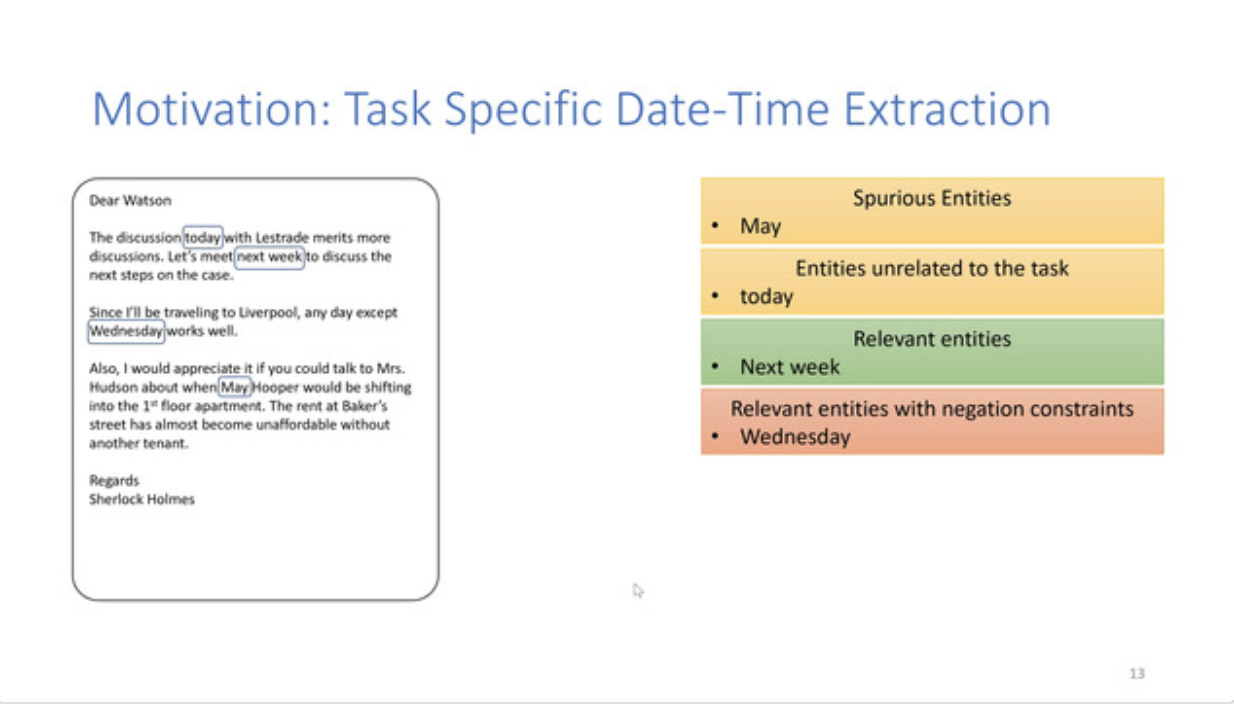 Motivation: Task Specific Date-Time Extraction
Dear Watson
The discussion today with Lestrade merits more
discussions. Let's meet next week to discuss the
next steps on the case.
Since I'll be traveling to Liverpool, any day except
Wednesday works well.
Also, I would appreciate it if you could talk to Mrs.
Hudson about when May Hooper would be shifting
into the 1st floor apartment. The rent at Baker's
street has almost become unaffordable without
another tenant.
Regards
Sherlock Holmes
Spurious Entities
• May
Entities unrelated to the task
• today
Relevant entities
• Next week
Relevant entities with negation constraints
• Wednesday
13